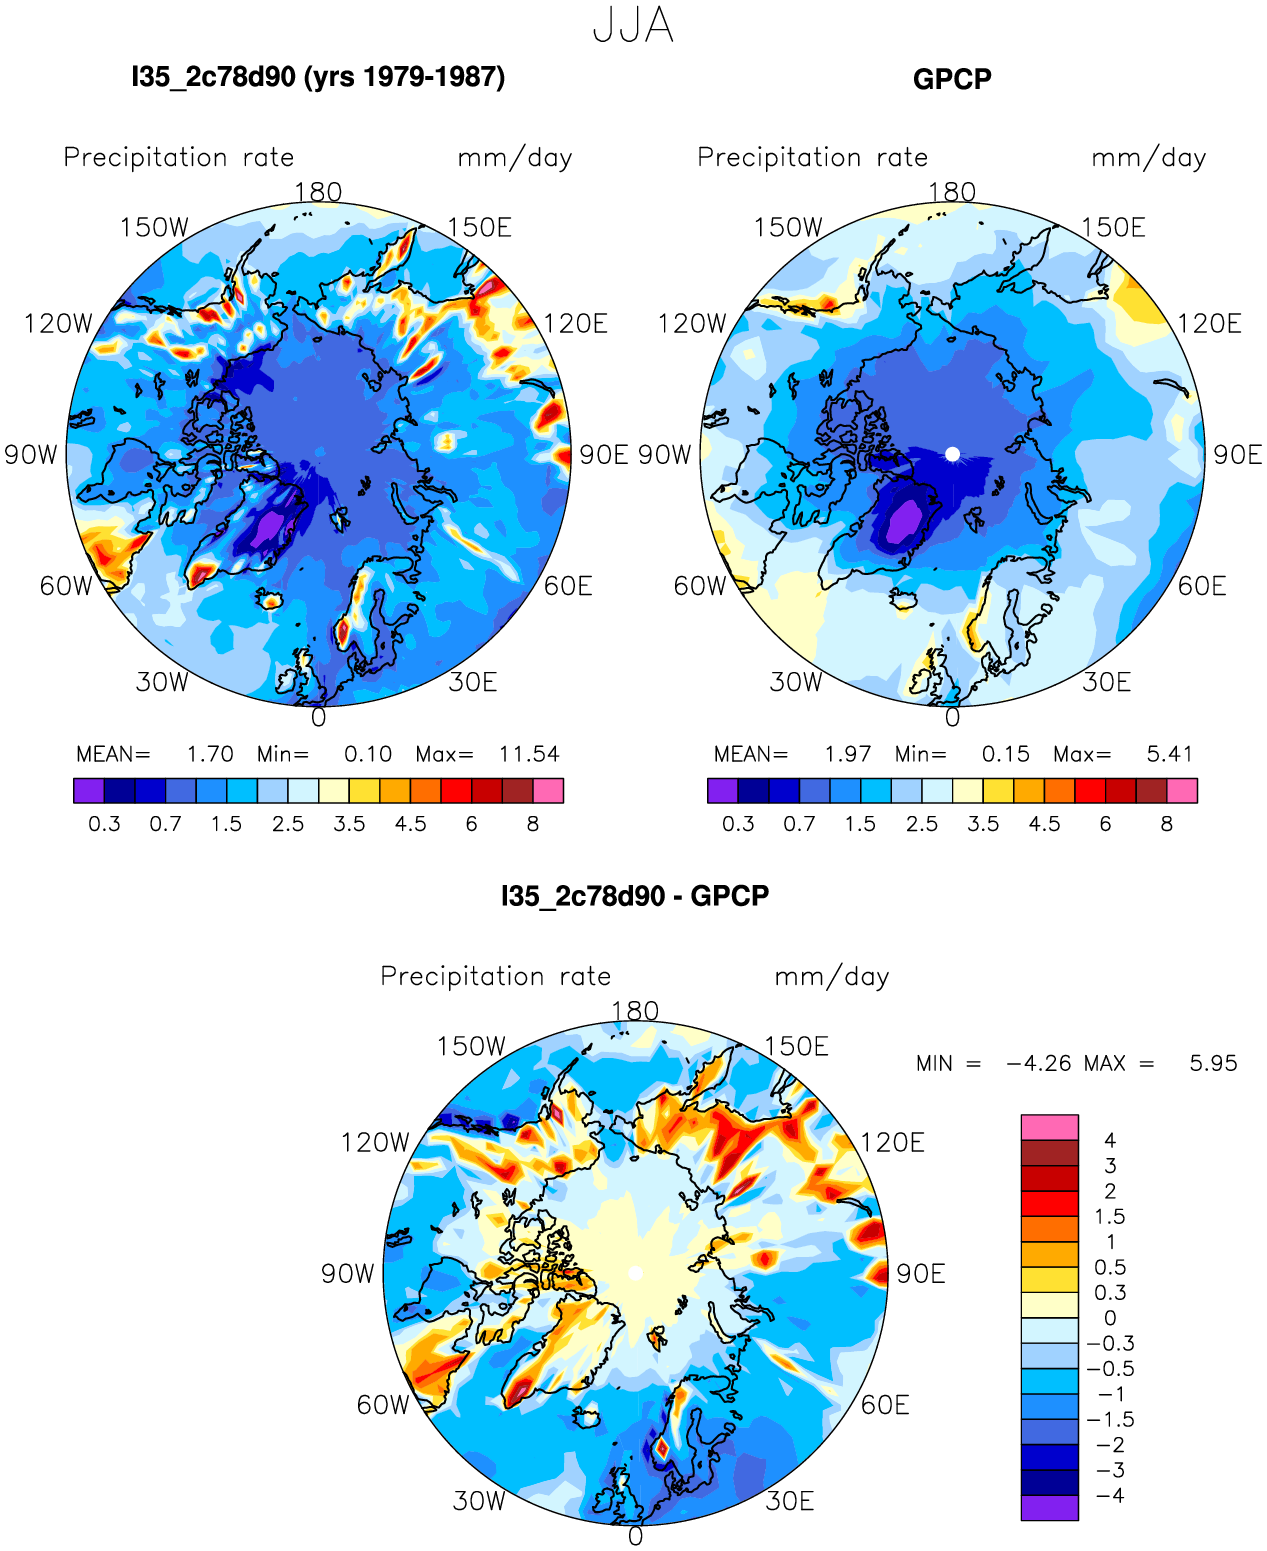 JJA
I35_2c78d90 (yrs 1979-1987)
GPCP
Precipitation rate mm/day
Precipitation rate mm/day
180
150W 150E
120W 120E
90W 90E
60W 60E
30W 30E
0
180
150W 150E
120W 120E
90W 90E
60W 60E
30W 30E
0
MEAN= 1.70 Min= 0.10 Max= 11.54
0.3 0.7 1.5 2.5 3.5 4.5 6 8
MEAN= 1.97 Min= 0.15 Max= 5.41
0.3 0.7 1.5 2.5 3.5 4.5 6 8
I35_2c78d90 - GPCP
Precipitation rate mm/day
180
150W 150E
120W 120E
90W 90E
60W 60E
30W 30E
0
MIN = -4.26 MAX = 5.95
4
3
2
1.5
1
0.5
0.3
0
-0.3
-0.5
-1
-1.5
-2
-3
-4